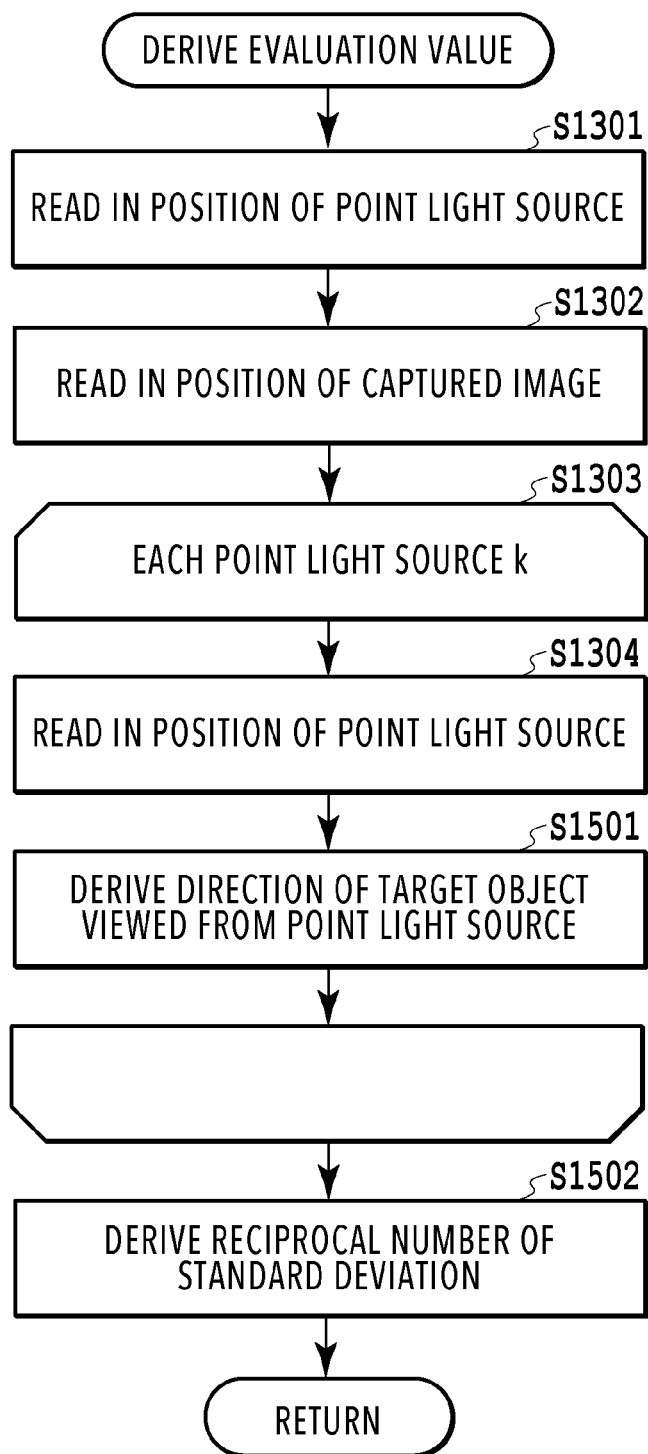 DERIVE EVALUATION VALUE
S1301
READ IN POSITION OF POINT LIGHT SOURCE
S1302
READ IN POSITION OF CAPTURED IMAGE
S1303
EACH POINT LIGHT SOURCE k
S1304
READ IN POSITION OF POINT LIGHT SOURCE
S1501
DERIVE DIRECTION OF TARGET OBJECT
VIEWED FROM POINT LIGHT SOURCE
S1502
DERIVE RECIPROCAL NUMBER OF
STANDARD DEVIATION
RETURN